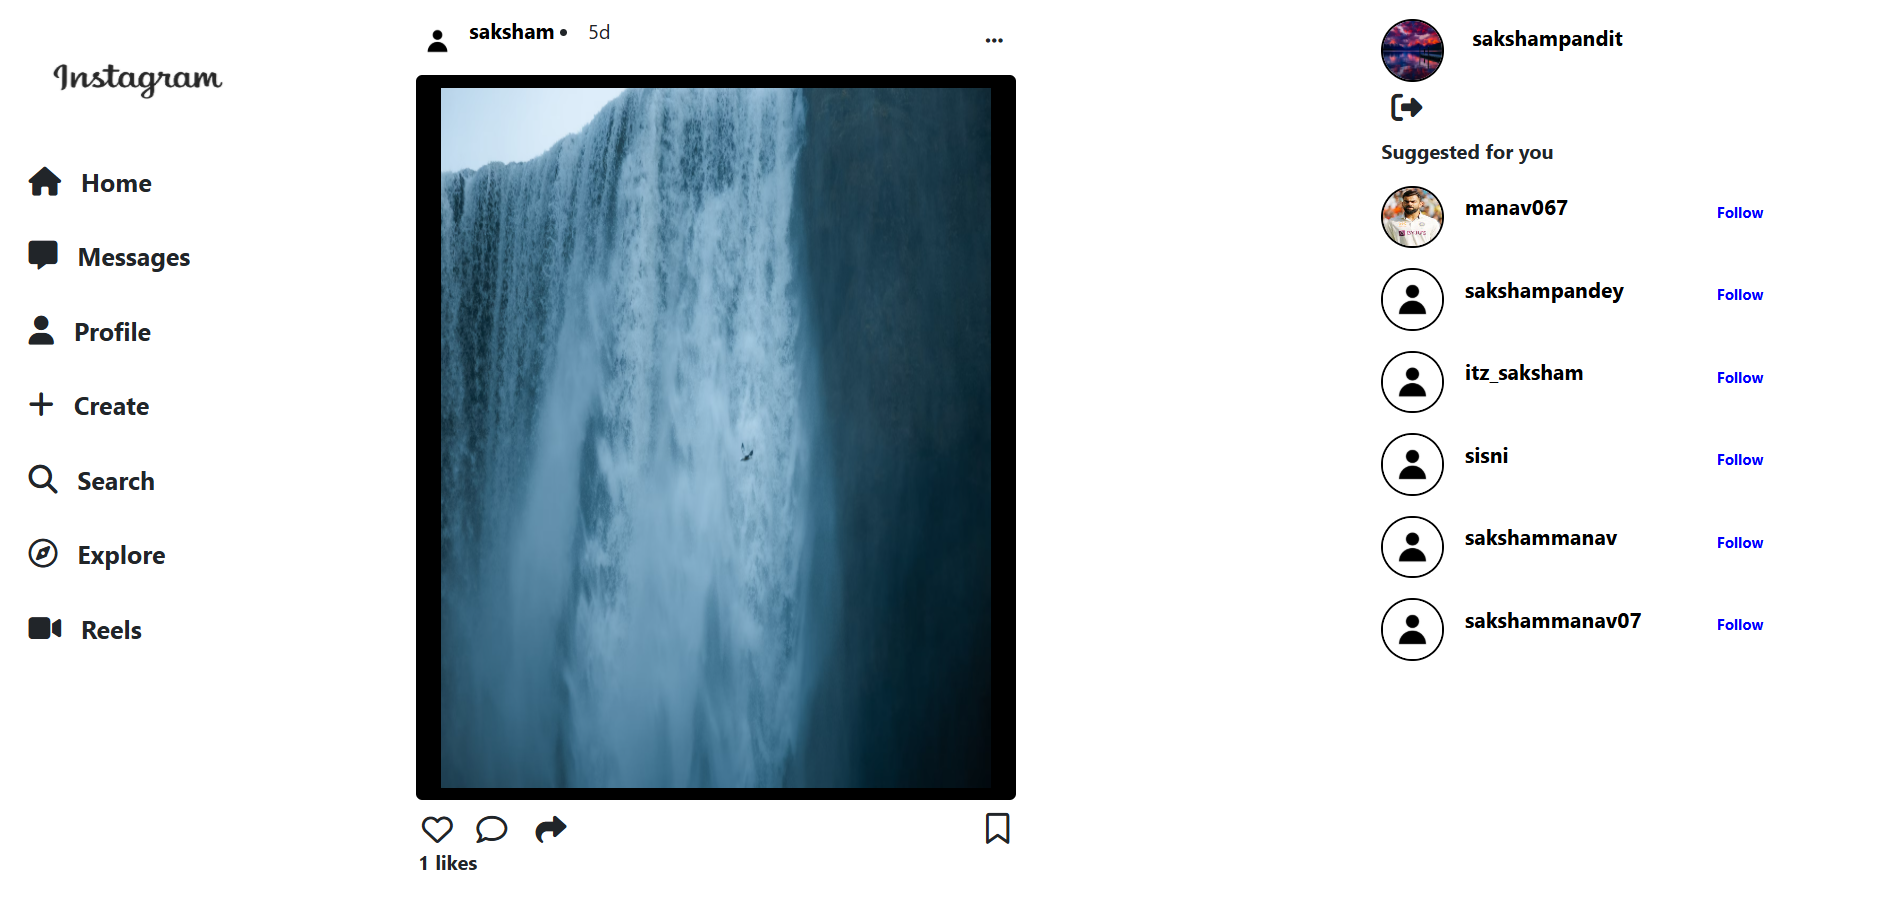 Instagram
Home
Messages
Profile
Create
Search
Explore
Reels
saksham • 5d
1 likes
sakshampandit
Suggested for you
manav067 Follow
sakshampandey Follow
itz_saksham Follow
sisni Follow
sakshammanav Follow
sakshammanav07 Follow